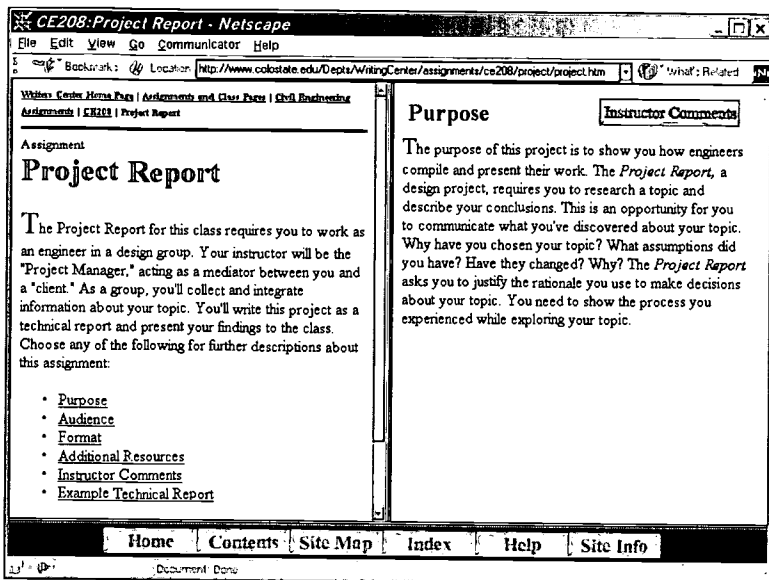 CE208:Project Report - Netscape
File Edit View Go Communicator Help
Bookmarks Location: http://www.colostate.edu/Depts/WritingCenter/assignments/ce208/project/project.htm What's Related
Writing Center Home Page | Assignments and Class Pages | Civil Engineering
Assignments | CE208 | Project Report
Assignment
Project Report
The Project Report for this class requires you to work as
an engineer in a design group. Your instructor will be the
"Project Manager," acting as a mediator between you and
a "client." As a group, you'll collect and integrate
information about your topic. You'll write this project as a
technical report and present your findings to the class.
Choose any of the following for further descriptions about
this assignment:
• Purpose
• Audience
• Format
• Additional Resources
• Instructor Comments
• Example Technical Report
Purpose
Instructor Comments
The purpose of this project is to show you how engineers
compile and present their work. The Project Report, a
design project, requires you to research a topic and
describe your conclusions. This is an opportunity for you
to communicate what you've discovered about your topic.
Why have you chosen your topic? What assumptions did
you have? Have they changed? Why? The Project Report
asks you to justify the rationale you use to make decisions
about your topic. You need to show the process you
experienced while exploring your topic.
Home Contents Site Map Index Help Site Info
Document: Done